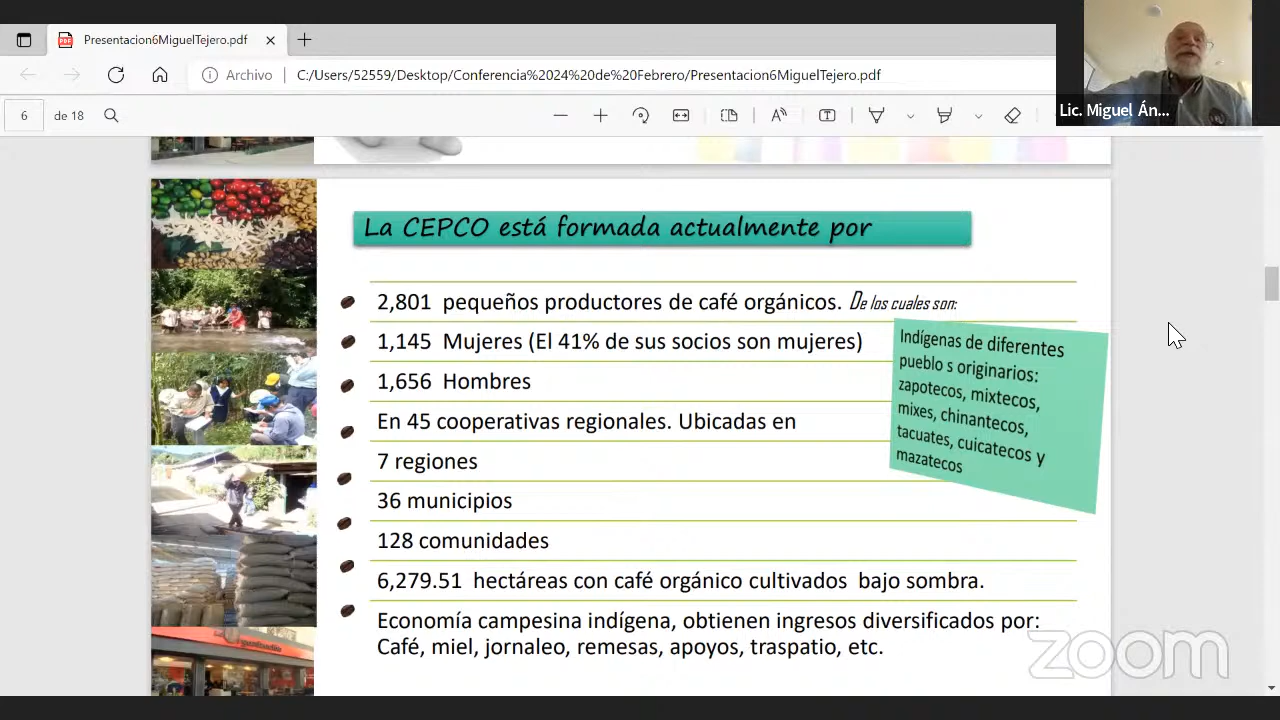 Presentacion6MiguelTejero.pdf
Archivo
C:/Users/52559/Desktop/Conferencia%2024%20de%20Febrero/Presentacion6MiguelTejero.pdf
Lic. Miguel Án...
6
de 18
La CEPCO está formada actualmente por
2,801 pequeños productores de café orgánicos. De los cuales son:
1,145 Mujeres (El 41% de sus socios son mujeres)
1,656 Hombres
En 45 cooperativas regionales. Ubicadas en
7 regiones
36 municipios
128 comunidades
6,279.51 hectáreas con café orgánico cultivados bajo sombra.
Economía campesina indígena, obtienen ingresos diversificados por:
Café, miel, jornaleo, remesas, apoyos, traspatio, etc.
Indígenas de diferentes
pueblo s originarios:
zapotecos, mixtecos,
mixes, chinantecos,
tacuates, cuicatecos y
mazatecos
zoom